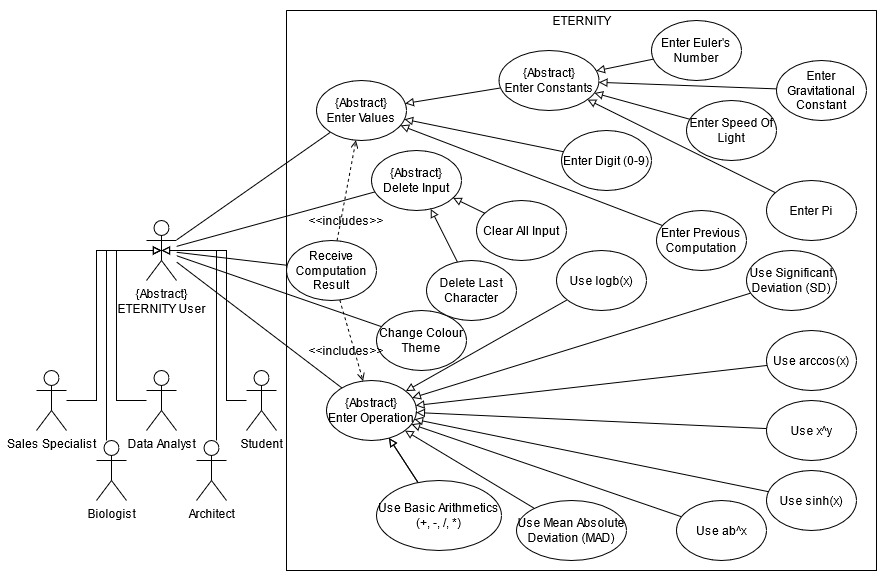 ETERNITY
Enter Euler's
Number
{Abstract}
Enter Constants
Enter
Gravitational
Constant
{Abstract}
Enter Values
Enter Speed Of
Light
Enter Digit (0-9)
{Abstract}
Delete Input
Enter Pi
<<includes>>
Clear All Input
Enter Previous
Computation
Receive
Computation
Result
{Abstract}
ETERNITY User
Delete Last
Character
Use logb(x)
Use Significant
Deviation (SD)
Change Colour
Theme
<<includes>>
Use arccos(x)
{Abstract}
Enter Operation
Use x^y
Sales Specialist
Data Analyst
Student
Use sinh(x)
Biologist
Architect
Use Basic Arithmetics
(+, -, /, *)
Use Mean Absolute
Deviation (MAD)
Use ab^x